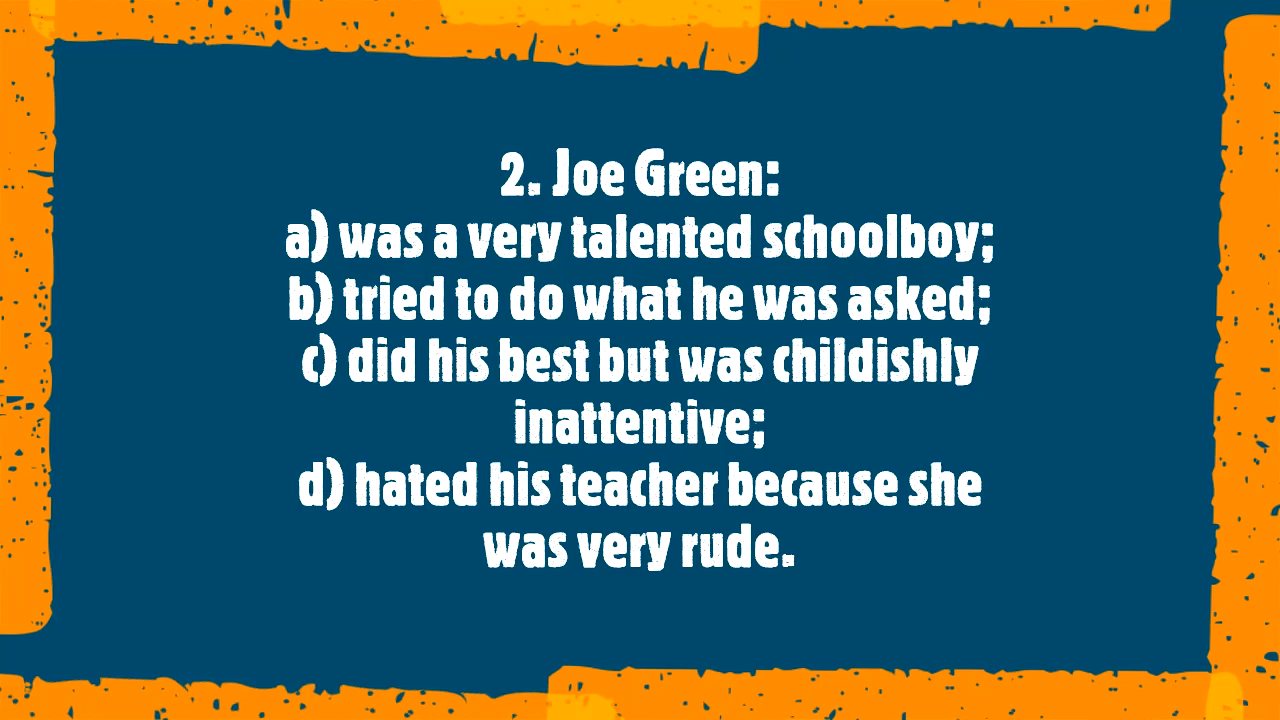 2. Joe Green:
a) was a very talented schoolboy;
b) tried to do what he was asked;
c) did his best but was childishly
inattentive;
d) hated his teacher because she
was very rude.